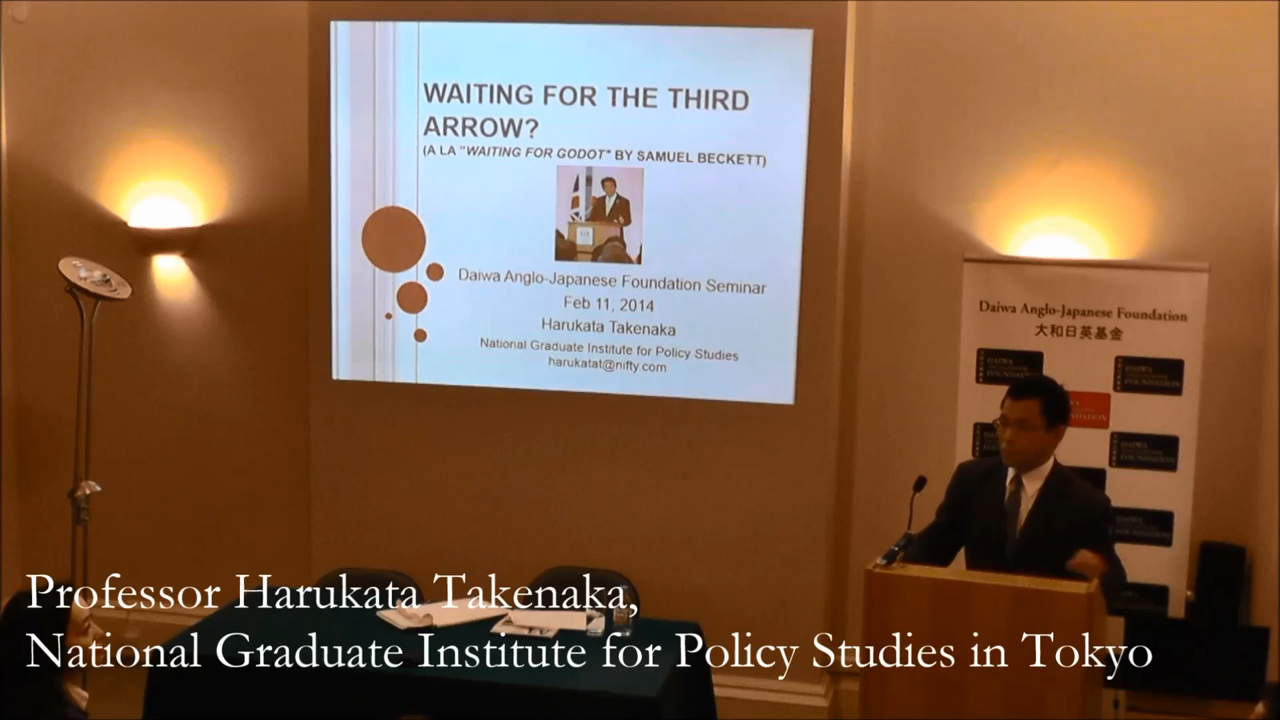 WAITING FOR THE THIRD
ARROW?
(A LA "WAITING FOR GODOT" BY SAMUEL BECKETT)
Daiwa Anglo-Japanese Foundation Seminar
Feb 11, 2014
Harukata Takenaka
National Graduate Institute for Policy Studies
harukatat@nifty.com
Daiwa Anglo-Japanese Foundation
大和日英基金
Professor Harukata Takenaka,
National Graduate Institute for Policy Studies in Tokyo